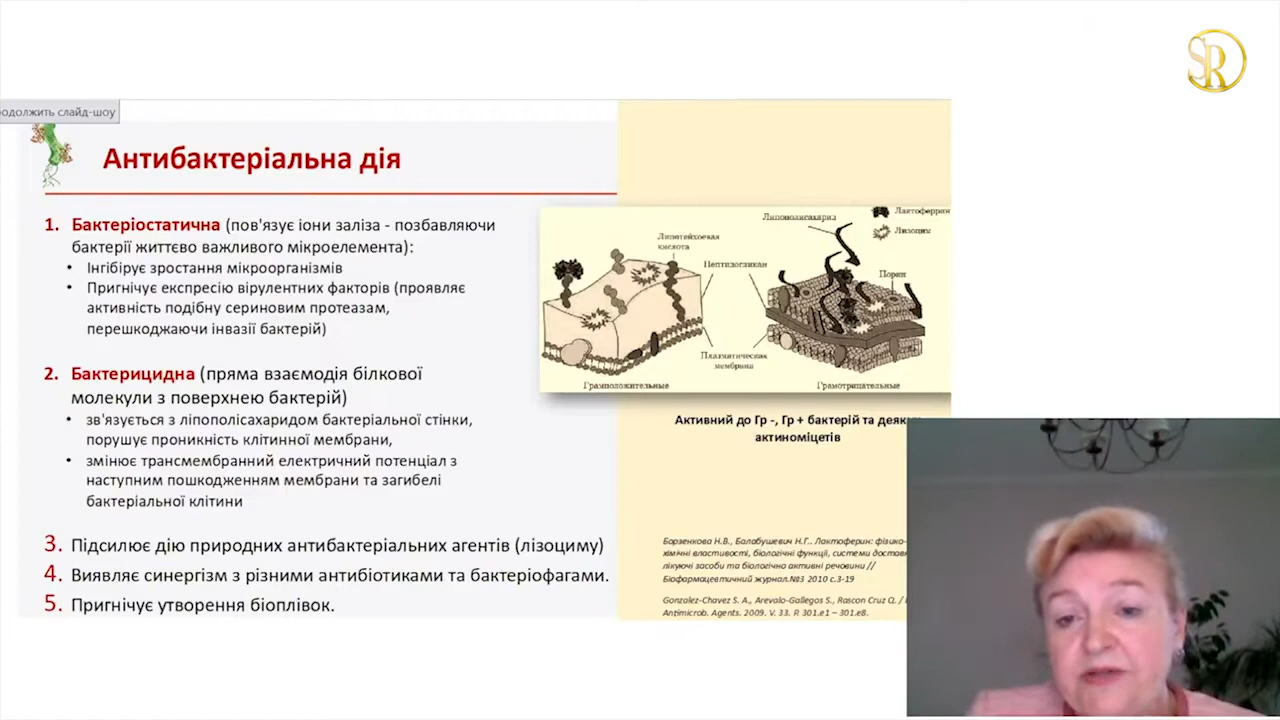 SR
родолжить слайд-шоу
Антибактеріальна дія
1. Бактеріостатична (пов'язує іони заліза - позбавляючи
бактерії життєво важливого мікроелемента):
• Інгібірує зростання мікроорганізмів
• Пригнічує експресію вірулентних факторів (проявляє
активність подібну сериновим протеазам,
перешкоджаючи інвазії бактерій)
2. Бактерицидна (пряма взаємодія білкової
молекули з поверхнею бактерій)
• зв'язується з ліпополісахаридом бактеріальної стінки,
порушує проникність клітинної мембрани,
• змінює трансмембранний електричний потенціал з
наступним пошкодженням мембрани та загибелі
бактеріальної клітини
3. Підсилює дію природних антибактеріальних агентів (лізоциму)
4. Виявляє синергізм з різними антибіотиками та бактеріофагами.
5. Пригнічує утворення біоплівок.
Липополисахарид
Лактоферрин
Лизоцим
Липотейхоевая
кислота
Пептидогликан
Порин
Плазматическая
мембрана
Грамположительные
Грамотрицательные
Активний до Гр -, Гр + бактерій та деяк
актиноміцетів
Борзенкова Н.В., Балабушевич Н.Г.. Лактоферин: фізико-
хімічні властивості, біологічні функції, системи достав
лікуючі засоби та біологічно активні речовини //
Біофармацевтичний журнал.№3 2010 с.3-19
Gonzalez-Chavez S. A., Arevalo-Gallegos S., Rascon Cruz Q. /
Antimicrob. Agents. 2009. V. 33. P. 301.e1 – 301.e8.